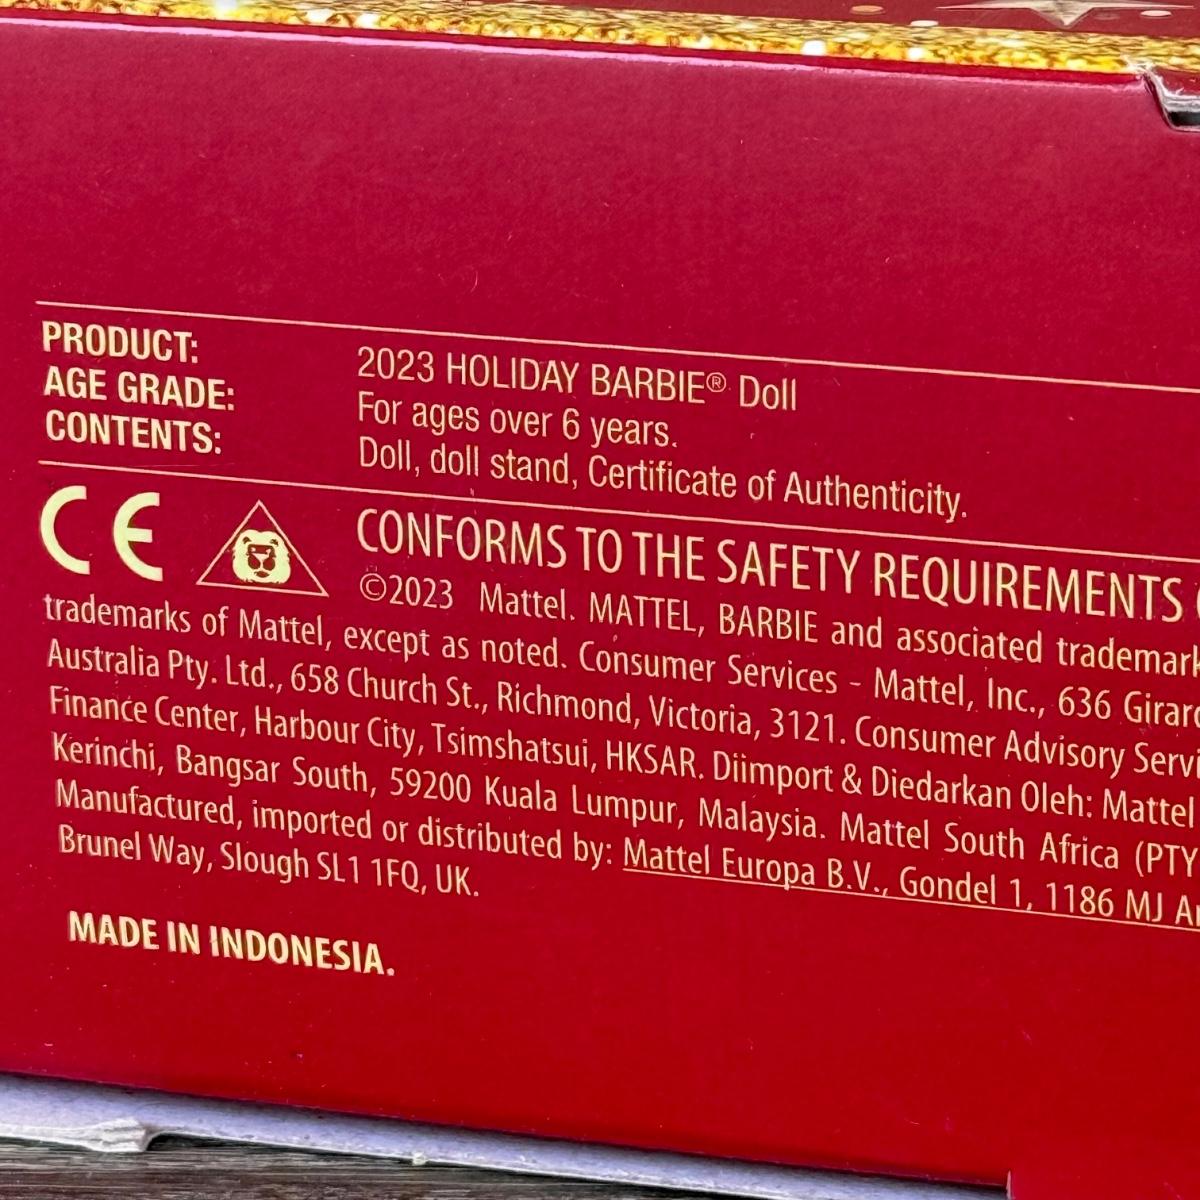 PRODUCT: 2023 HOLIDAY BARBIE® Doll
AGE GRADE: For ages over 6 years.
CONTENTS: Doll, doll stand, Certificate of Authenticity.
CE CONFORMS TO THE SAFETY REQUIREMENTS
©2023 Mattel. MATTEL, BARBIE and associated
trademarks of Mattel, except as noted. Consumer Services - Mattel, Inc., 636
Australia Pty. Ltd., 658 Church St., Richmond, Victoria, 3121. Consumer Advisory
Finance Center, Harbour City, Tsimshatsui, HKSAR. Diimport & Diedarkan Oleh: Mattel
Kerinchi, Bangsar South, 59200 Kuala Lumpur, Malaysia. Mattel South Africa (PTY
Manufactured, imported or distributed by: Mattel Europa B.V., Gondel 1, 1186 MJ
Brunel Way, Slough SL1 1FQ, UK.
MADE IN INDONESIA.